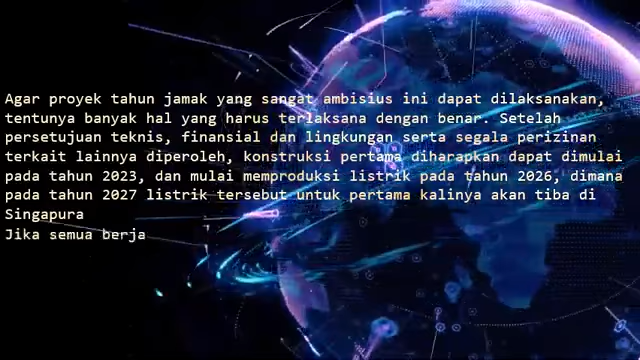 Agar proyek tahun jamak yang sangat ambisius ini dapat dilaksanakan,
tentunya banyak hal yang harus terlaksana dengan benar. Setelah
persetujuan teknis, finansial dan lingkungan serta segala perizinan
terkait lainnya diperoleh, konstruksi pertama diharapkan dapat dimulai
pada tahun 2023, dan mulai memproduksi listrik pada tahun 2026, dimana
pada tahun 2027 listrik tersebut untuk pertama kalinya akan tiba di
Singapura
Jika semua berja